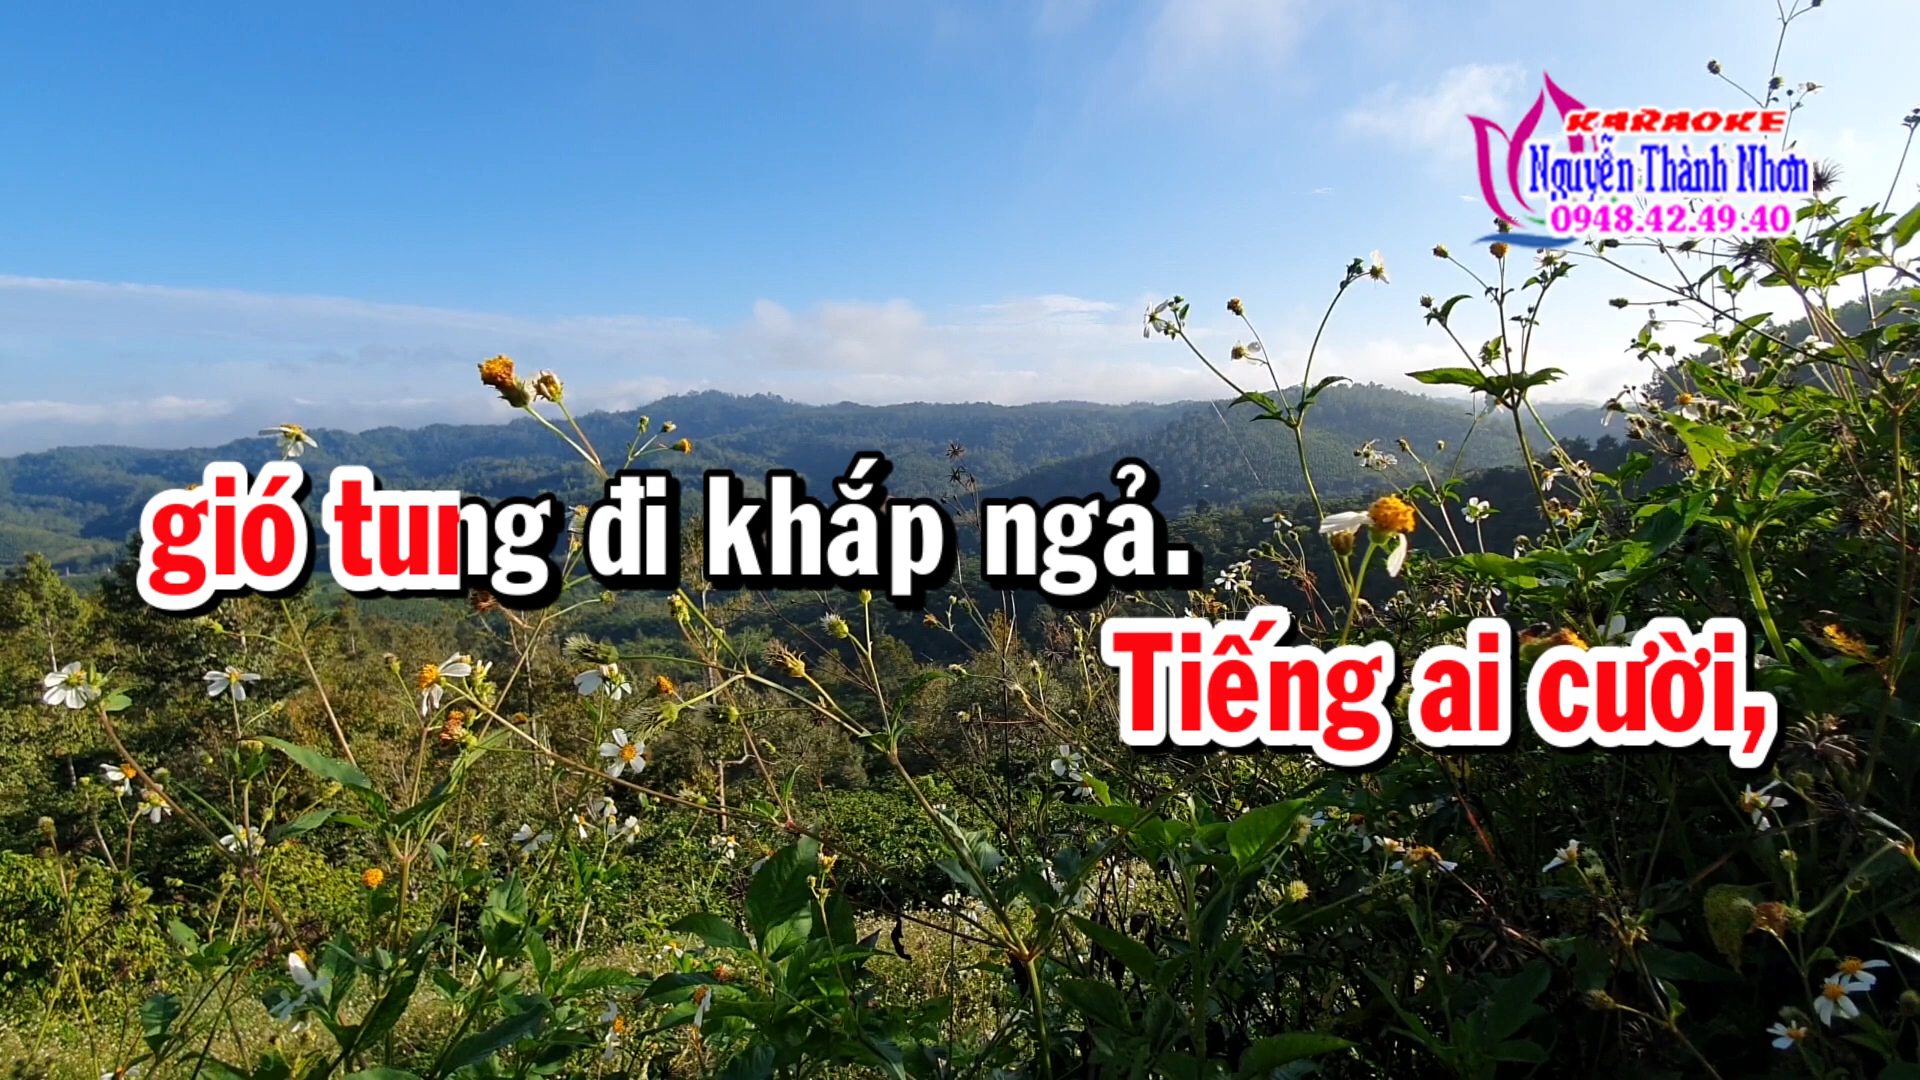 KARAOKE
Nguyễn Thành Nhơn
0948.42.49.40
gió tung đi khắp ngả.
Tiếng ai cười,